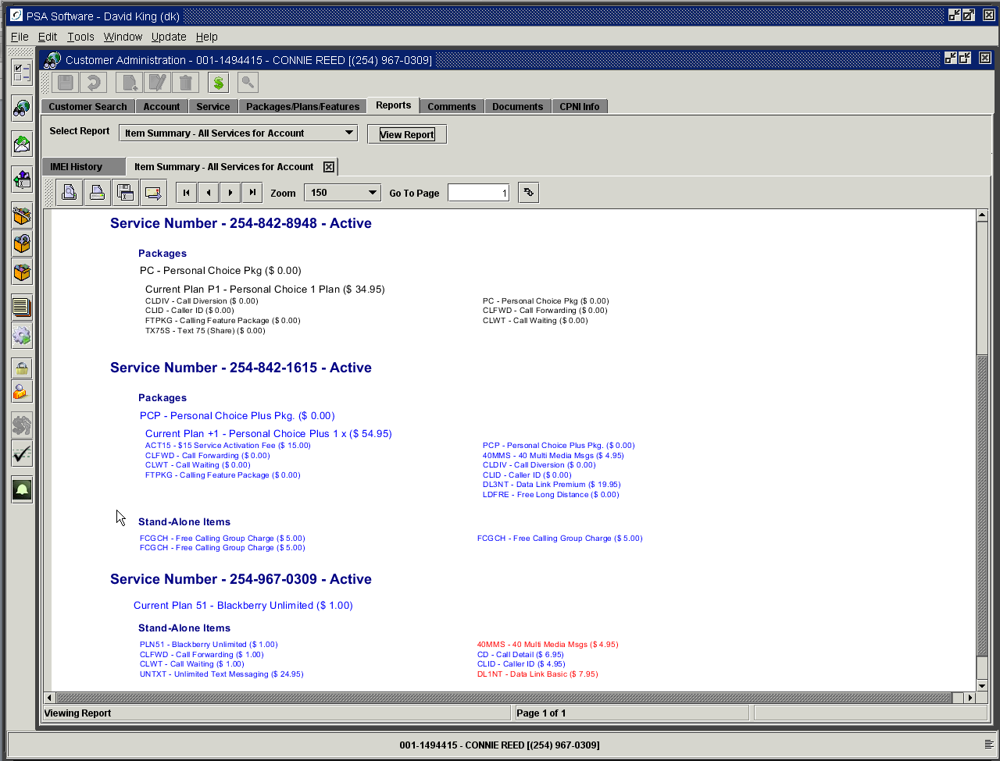 PSA Software - David King (dk)
File Edit Tools Window Update Help
Customer Administration - 001-1494415 - CONNIE REED [(254) 967-0309]
Customer Search Account Service Packages/Plans/Features Reports Comments Documents CPNI Info
Select Report Item Summary - All Services for Account View Report
IMEI History Item Summary - All Services for Account
Zoom 150 Go To Page 1
Service Number - 254-842-8948 - Active
Packages
PC - Personal Choice Pkg ($ 0.00)
Current Plan P1 - Personal Choice 1 Plan ($ 34.95)
CLDIV - Call Diversion ($ 0.00) PC - Personal Choice Pkg ($ 0.00)
CLID - Caller ID ($ 0.00) CLFWD - Call Forwarding ($ 0.00)
FTPKG - Calling Feature Package ($ 0.00) CLWT - Call Waiting ($ 0.00)
TX75S - Text 75 (Share) ($ 0.00)
Service Number - 254-842-1615 - Active
Packages
PCP - Personal Choice Plus Pkg. ($ 0.00)
Current Plan +1 - Personal Choice Plus 1 x ($ 54.95)
ACT15 - $15 Service Activation Fee ($ 15.00) PCP - Personal Choice Plus Pkg. ($ 0.00)
CLFWD - Call Forwarding ($ 0.00) 40MMS - 40 Multi Media Msgs ($ 4.95)
CLWT - Call Waiting ($ 0.00) CLDIV - Call Diversion ($ 0.00)
FTPKG - Calling Feature Package ($ 0.00) CLID - Caller ID ($ 0.00)
DL3NT - Data Link Premium ($ 19.95)
LDFRE - Free Long Distance ($ 0.00)
Stand-Alone Items
FCGCH - Free Calling Group Charge ($ 5.00) FCGCH - Free Calling Group Charge ($ 5.00)
FCGCH - Free Calling Group Charge ($ 5.00)
Service Number - 254-967-0309 - Active
Current Plan 51 - Blackberry Unlimited ($ 1.00)
Stand-Alone Items
PLN51 - Blackberry Unlimited ($ 1.00) 40MMS - 40 Multi Media Msgs ($ 4.95)
CLFWD - Call Forwarding ($ 1.00) CD - Call Detail ($ 6.95)
CLWT - Call Waiting ($ 1.00) CLID - Caller ID ($ 4.95)
UNTXT - Unlimited Text Messaging ($ 24.95) DL1NT - Data Link Basic ($ 7.95)
Viewing Report Page 1 of 1
001-1494415 - CONNIE REED [(254) 967-0309]